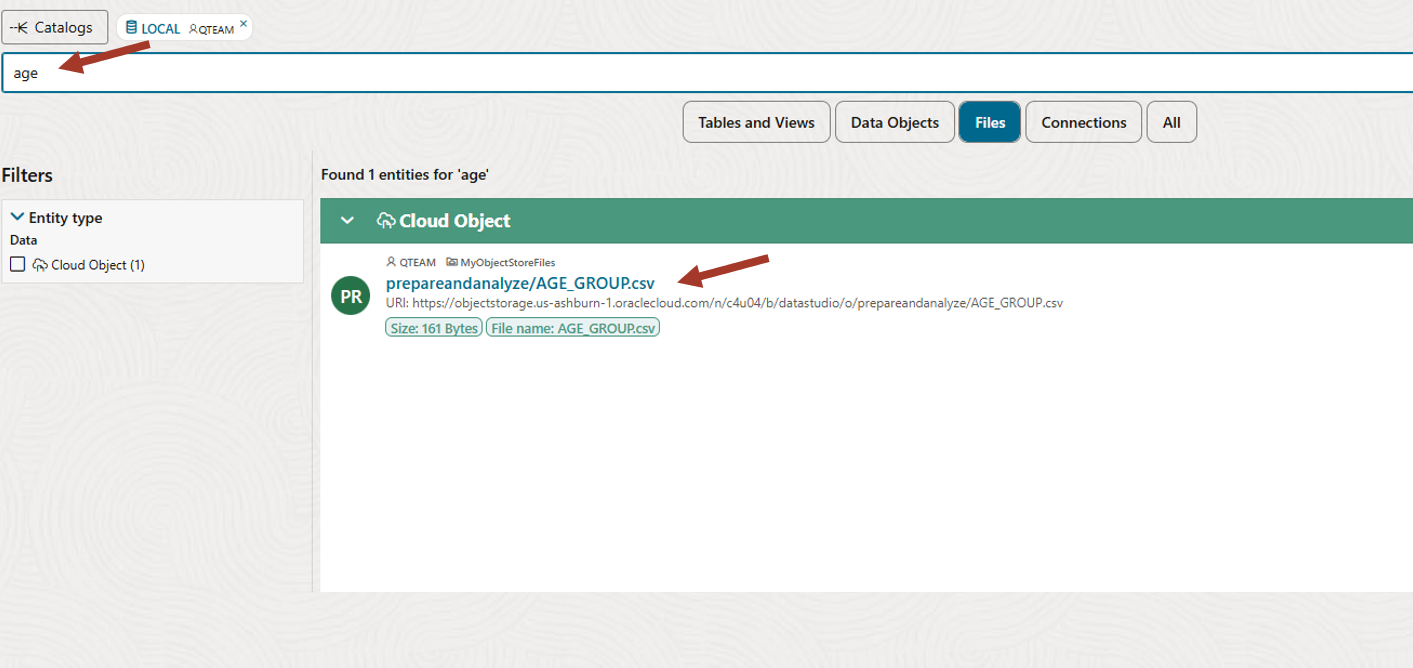 Catalogs
LOCAL QTEAM ×
age
Tables and Views Data Objects Files Connections All
Filters
Found 1 entities for 'age'
Entity type
Data
Cloud Object (1)
Cloud Object
QTEAM MyObjectStoreFiles
PR
prepareandanalyze/AGE_GROUP.csv
URI: https://objectstorage.us-ashburn-1.oraclecloud.com/n/c4u04/b/datastudio/o/prepareandanalyze/AGE_GROUP.csv
Size: 161 Bytes File name: AGE_GROUP.csv